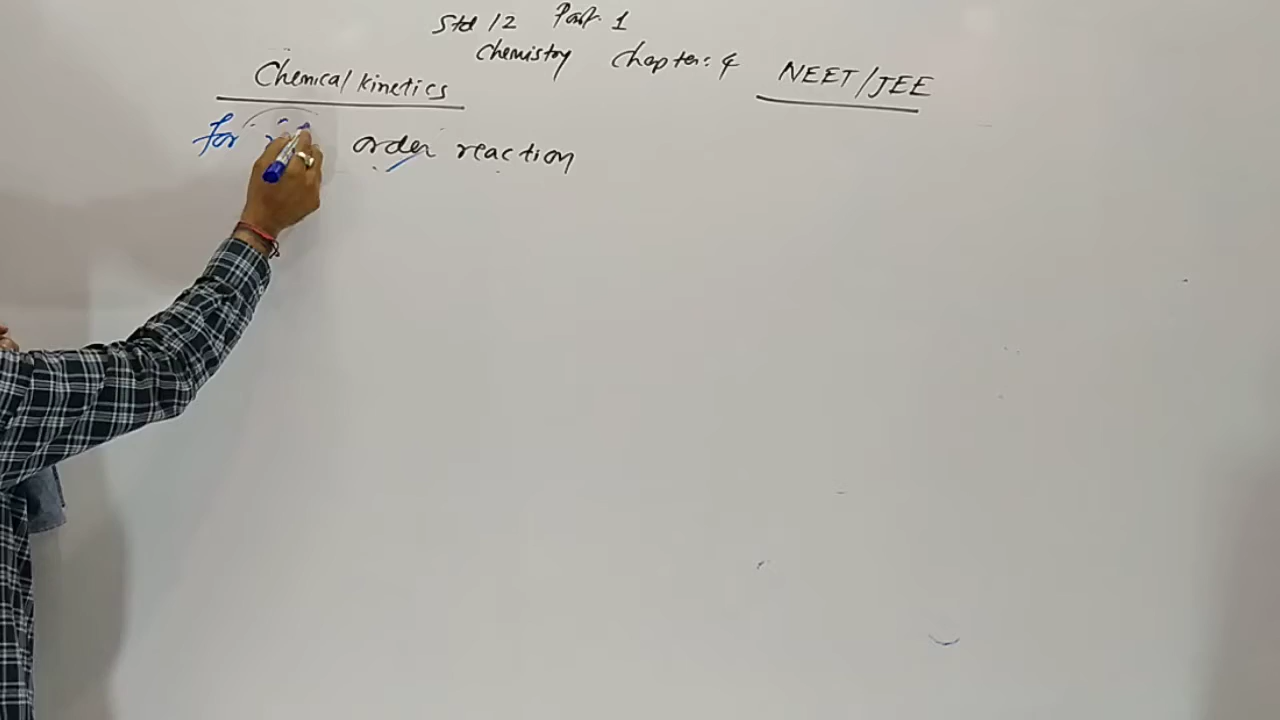 Std 12 Part 1
Chemistry Chapter: 4 NEET/JEE
Chemical kinetics
for order reaction